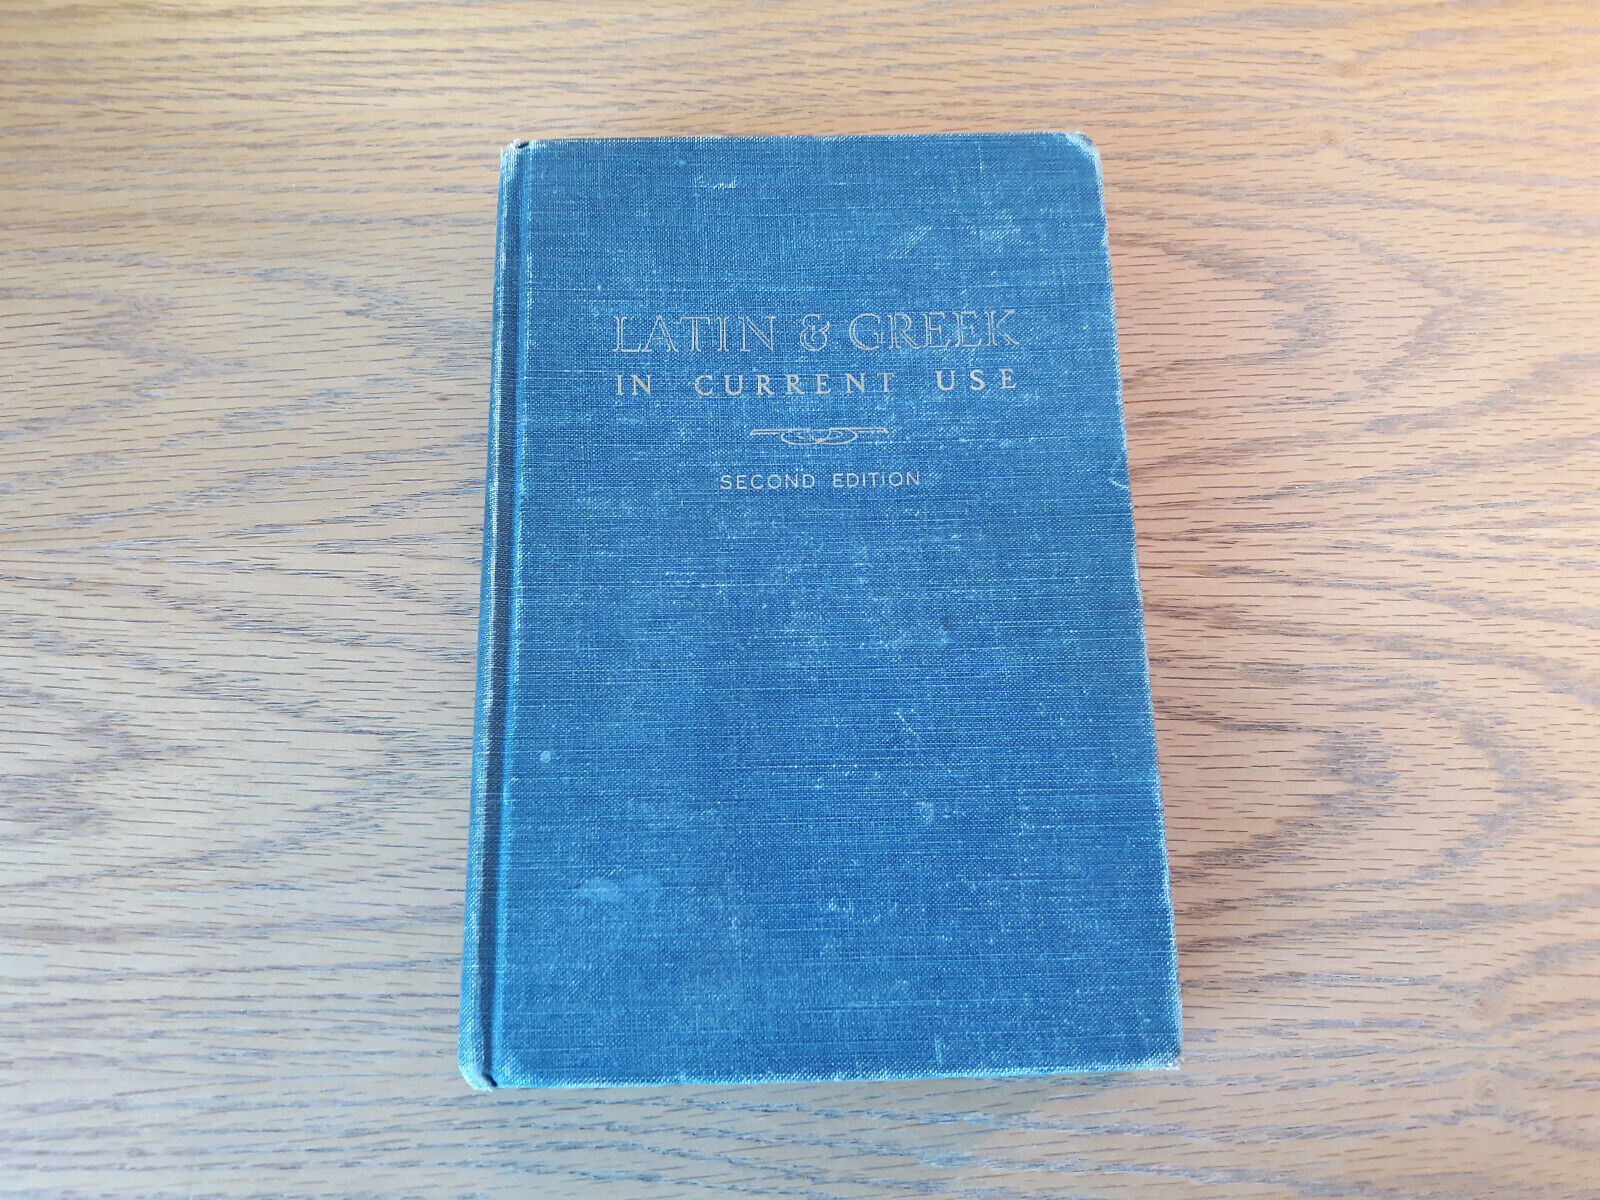 LATIN & GREEK
IN CURRENT USE
SECOND EDITION